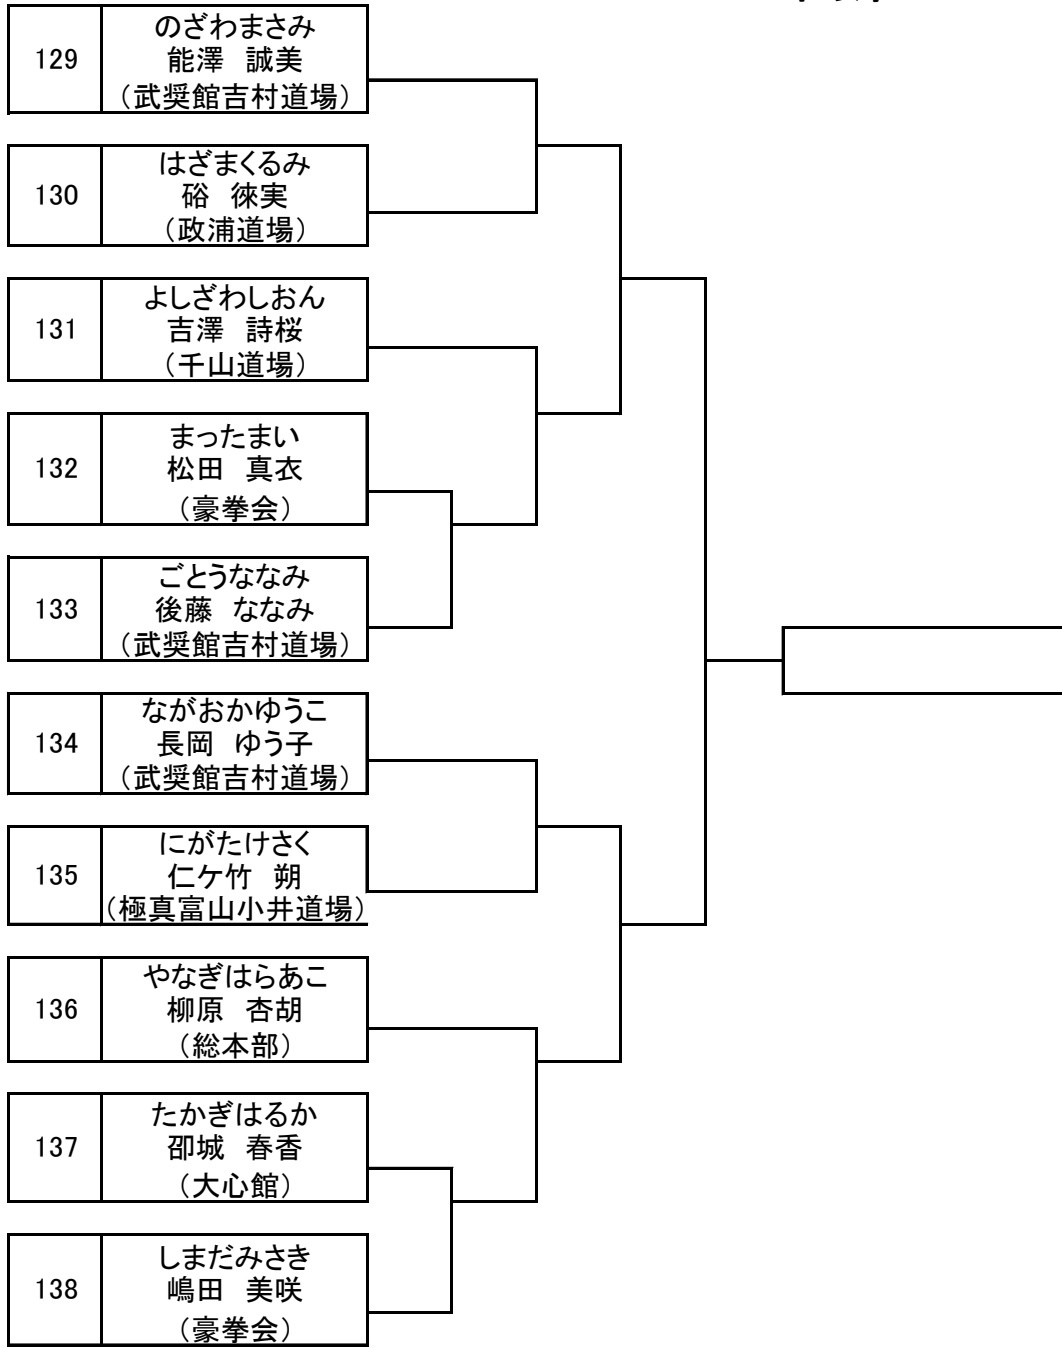 129
のざわまさみ
能澤 誠美
（武奨館吉村道場）
130
はざまくるみ
硲 徠実
（政浦道場）
131
よしざわしおん
吉澤 詩桜
（千山道場）
132
まったまい
松田 真衣
（豪拳会）
133
ごとうななみ
後藤 ななみ
（武奨館吉村道場）
134
ながおかゆうこ
長岡 ゆう子
（武奨館吉村道場）
135
にがたけさく
仁ケ竹 朔
（極真富山小井道場）
136
やなぎはらあこ
柳原 杏胡
（総本部）
137
たかぎはるか
卲城 春香
（大心館）
138
しまだみさき
嶋田 美咲
（豪拳会）